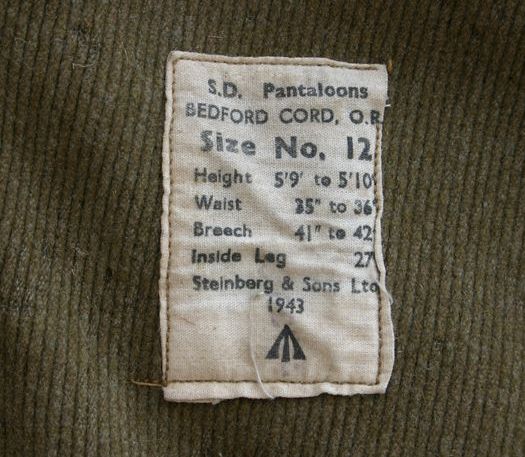 S.D. Pantaloons
BEDFORD CORD, O.R
Size No. 12
Height 5'9' to 5'10"
Waist 35" to 36"
Breech 41" to 42
Inside Leg 27
Steinberg & Sons Ltd
1943